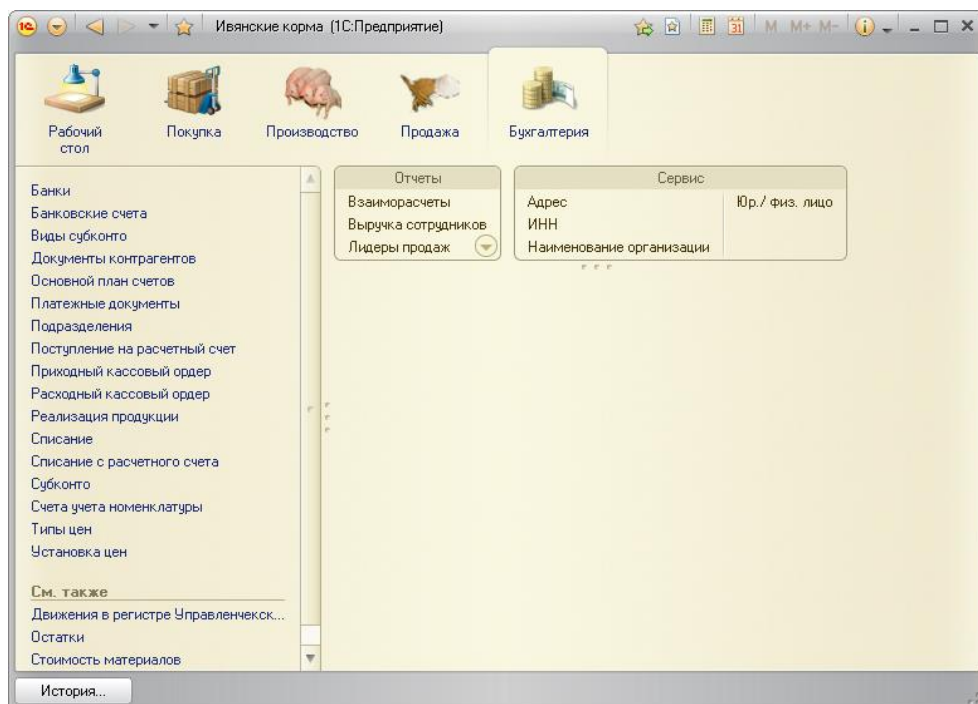 Ивянские корма (1С:Предприятие)
31 M M+ M-
Рабочий стол
Покупка
Производство
Продажа
Бухгалтерия
Банки
Банковские счета
Виды субконто
Документы контрагентов
Основной план счетов
Платежные документы
Подразделения
Поступление на расчетный счет
Приходный кассовый ордер
Расходный кассовый ордер
Реализация продукции
Списание
Списание с расчетного счета
Субконто
Счета учета номенклатуры
Типы цен
Установка цен
См. также
Движения в регистре Управленчекск...
Остатки
Стоимость материалов
Отчеты
Взаиморасчеты
Выручка сотрудников
Лидеры продаж
Сервис
Адрес
ИНН
Наименование организации
Юр./ физ. лицо
История...